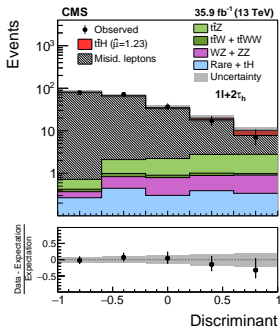 CMS 35.9 fb⁻¹ (13 TeV)
Events
Observed
tt̄H (μ̂=1.23)
Misid. leptons
tt̄Z
tt̄W + tt̄WW
WZ + ZZ
Rare + tH
Uncertainty
1l+2τₕ
10³
10²
10
1
Data - Expectation
Expectation
0.5
0.0
−0.5
−1 −0.5 0 0.5 1
Discriminant